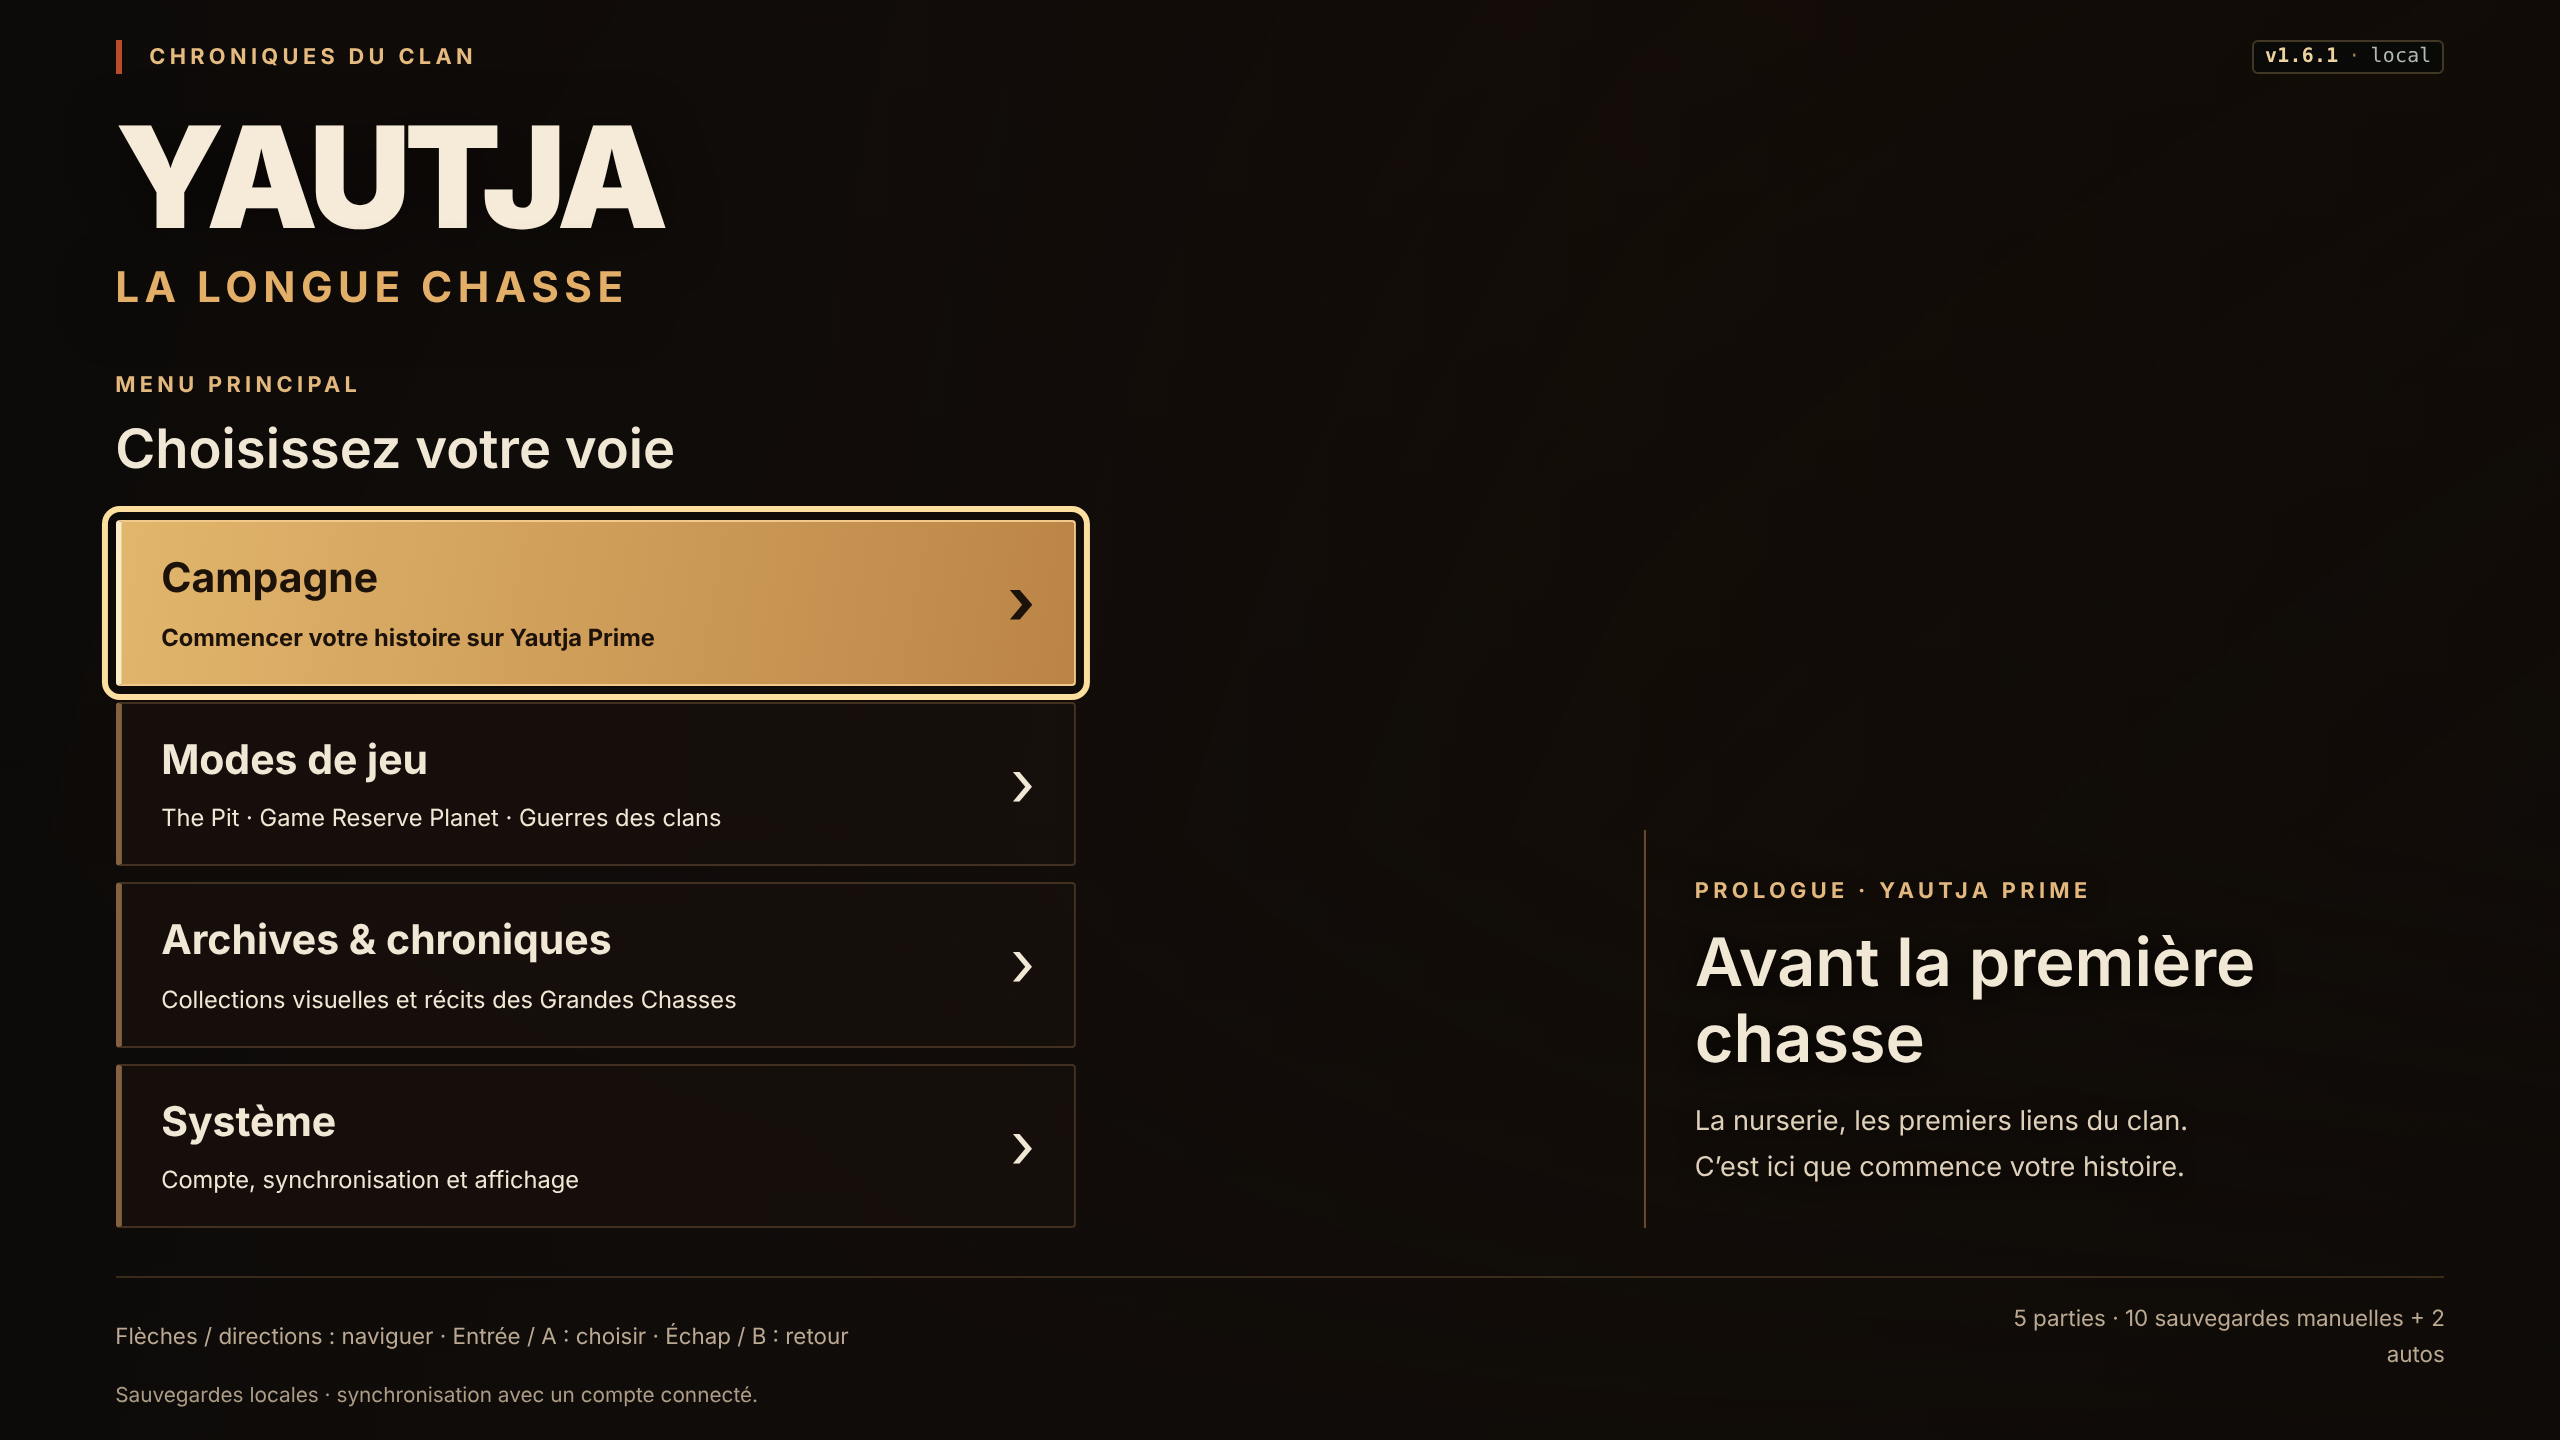 CHRONIQUES DU CLAN
v1.6.1 · local
YAUTJA
LA LONGUE CHASSE
MENU PRINCIPAL
Choisissez votre voie
Campagne
Commencer votre histoire sur Yautja Prime
Modes de jeu
The Pit · Game Reserve Planet · Guerres des clans
Archives & chroniques
Collections visuelles et récits des Grandes Chasses
Système
Compte, synchronisation et affichage
PROLOGUE · YAUTJA PRIME
Avant la première
chasse
La nurserie, les premiers liens du clan.
C’est ici que commence votre histoire.
Flèches / directions : naviguer · Entrée / A : choisir · Échap / B : retour
5 parties · 10 sauvegardes manuelles + 2
autos
Sauvegardes locales · synchronisation avec un compte connecté.